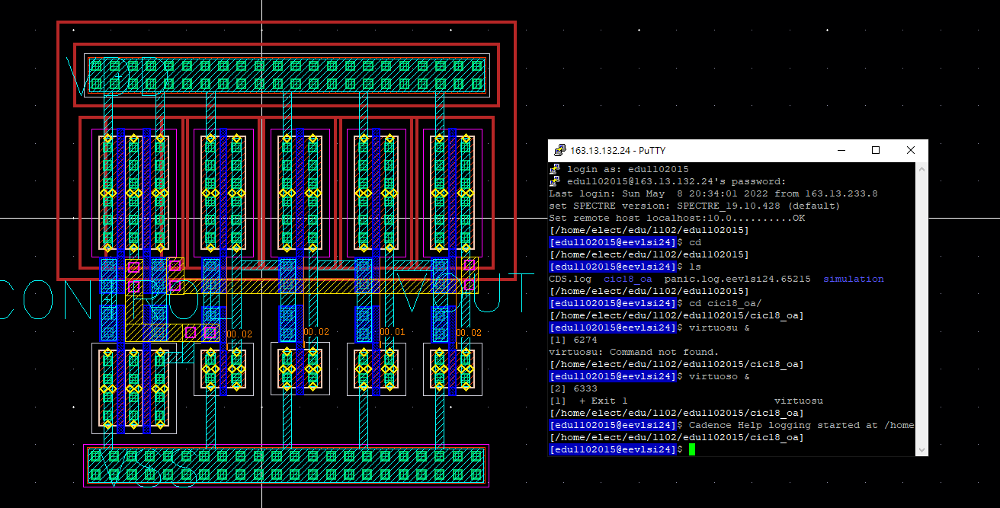 VDD
CON
VO
VOUT
00.02
00.02
00.01
00.02
VSS
163.13.132.24 - PuTTY
login as: edu1102015
edu1102015@163.13.132.24's password:
Last login: Sun May  8 20:34:01 2022 from 163.13.233.8
set SPECTRE version: SPECTRE_19.10.428 (default)
Set remote host localhost:10.0..........OK
[/home/elect/edu/1102/edu1102015]
[edu1102015@eevlsi24]$ cd
[/home/elect/edu/1102/edu1102015]
[edu1102015@eevlsi24]$ ls
CDS.log  cic18_oa  panic.log.eevlsi24.65215  simulation
[/home/elect/edu/1102/edu1102015]
[edu1102015@eevlsi24]$ cd cic18_oa/
[/home/elect/edu/1102/edu1102015/cic18_oa]
[edu1102015@eevlsi24]$ virtuosu &
[1] 6274
virtuosu: Command not found.
[/home/elect/edu/1102/edu1102015/cic18_oa]
[edu1102015@eevlsi24]$ virtuoso &
[2] 6333
[1]  + Exit 1                        virtuosu
[/home/elect/edu/1102/edu1102015/cic18_oa]
[edu1102015@eevlsi24]$ Cadence Help logging started at /home
[/home/elect/edu/1102/edu1102015/cic18_oa]
[edu1102015@eevlsi24]$